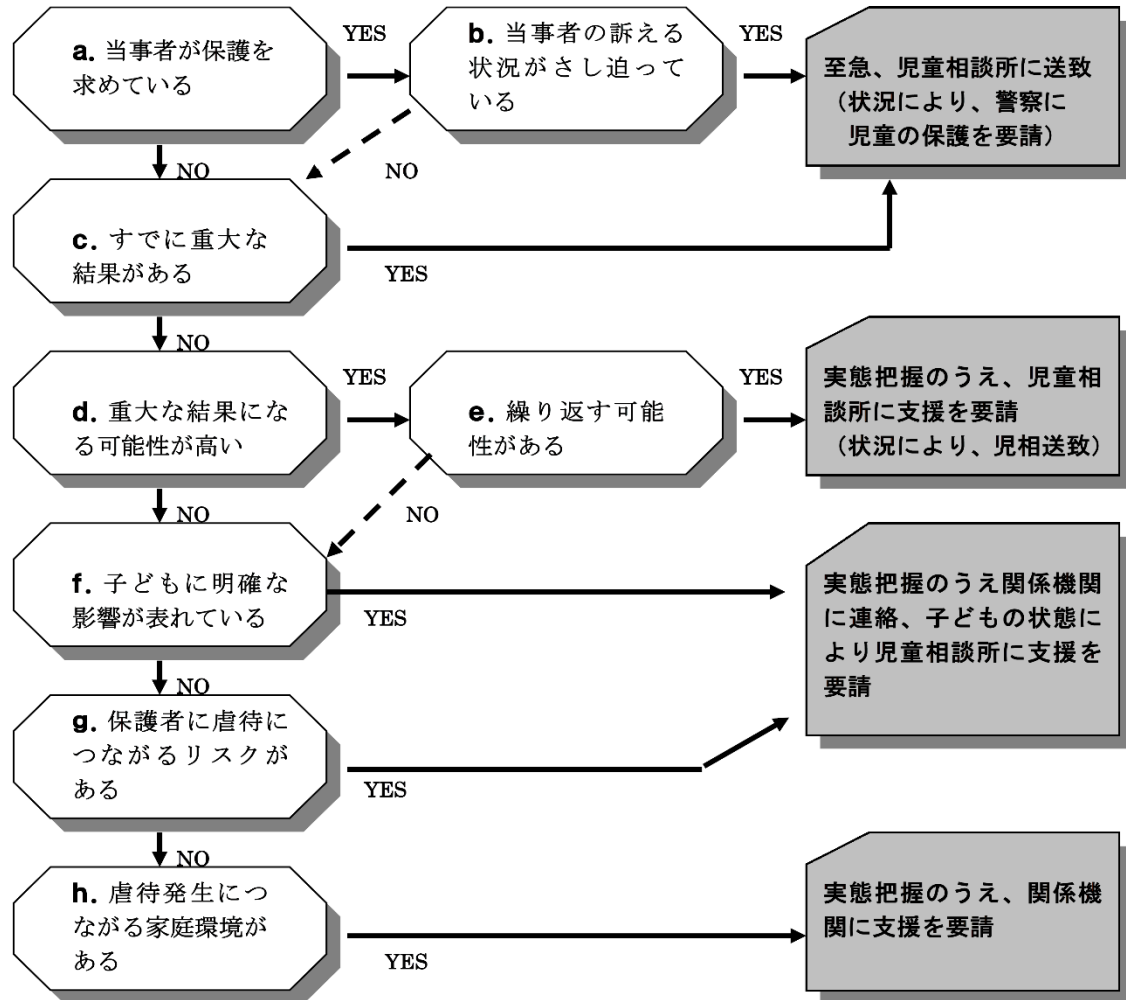 YES
YES
a. 当事者が保護を
求めている
b. 当事者の訴える
状況がさし迫って
いる
至急、児童相談所に送致
（状況により、警察に
児童の保護を要請）
NO
NO
c. すでに重大な
結果がある
YES
NO
YES
YES
d. 重大な結果にな
る可能性が高い
e. 繰り返す可能
性がある
実態把握のうえ、児童相
談所に支援を要請
（状況により、児相送致）
NO
NO
f. 子どもに明確な
影響が表れている
YES
実態把握のうえ関係機関
に連絡、子どもの状態に
より児童相談所に支援を
要請
NO
g. 保護者に虐待に
つながるリスクが
ある
YES
NO
h. 虐待発生につ
ながる家庭環境が
ある
YES
実態把握のうえ、関係機
関に支援を要請